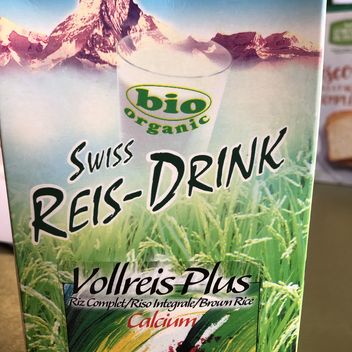 bio
organic
SWISS
REIS-DRINK
Vollreis Plus
Riz Complet/Riso Integrale/Brown Rice
Calcium